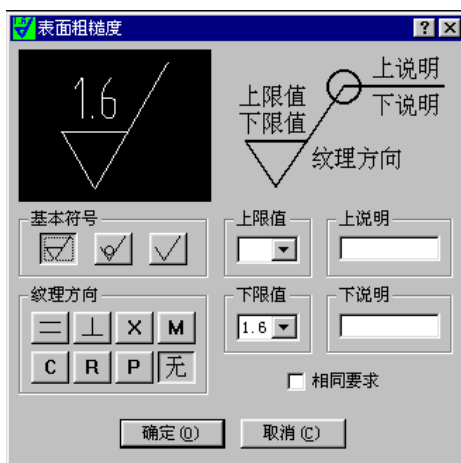 表面粗糙度
1.6
上限值
下限值
上说明
下说明
纹理方向
基本符号
上限值
上说明
纹理方向
X M
C R P 无
下限值
1.6
下说明
相同要求
确定(O)
取消(C)